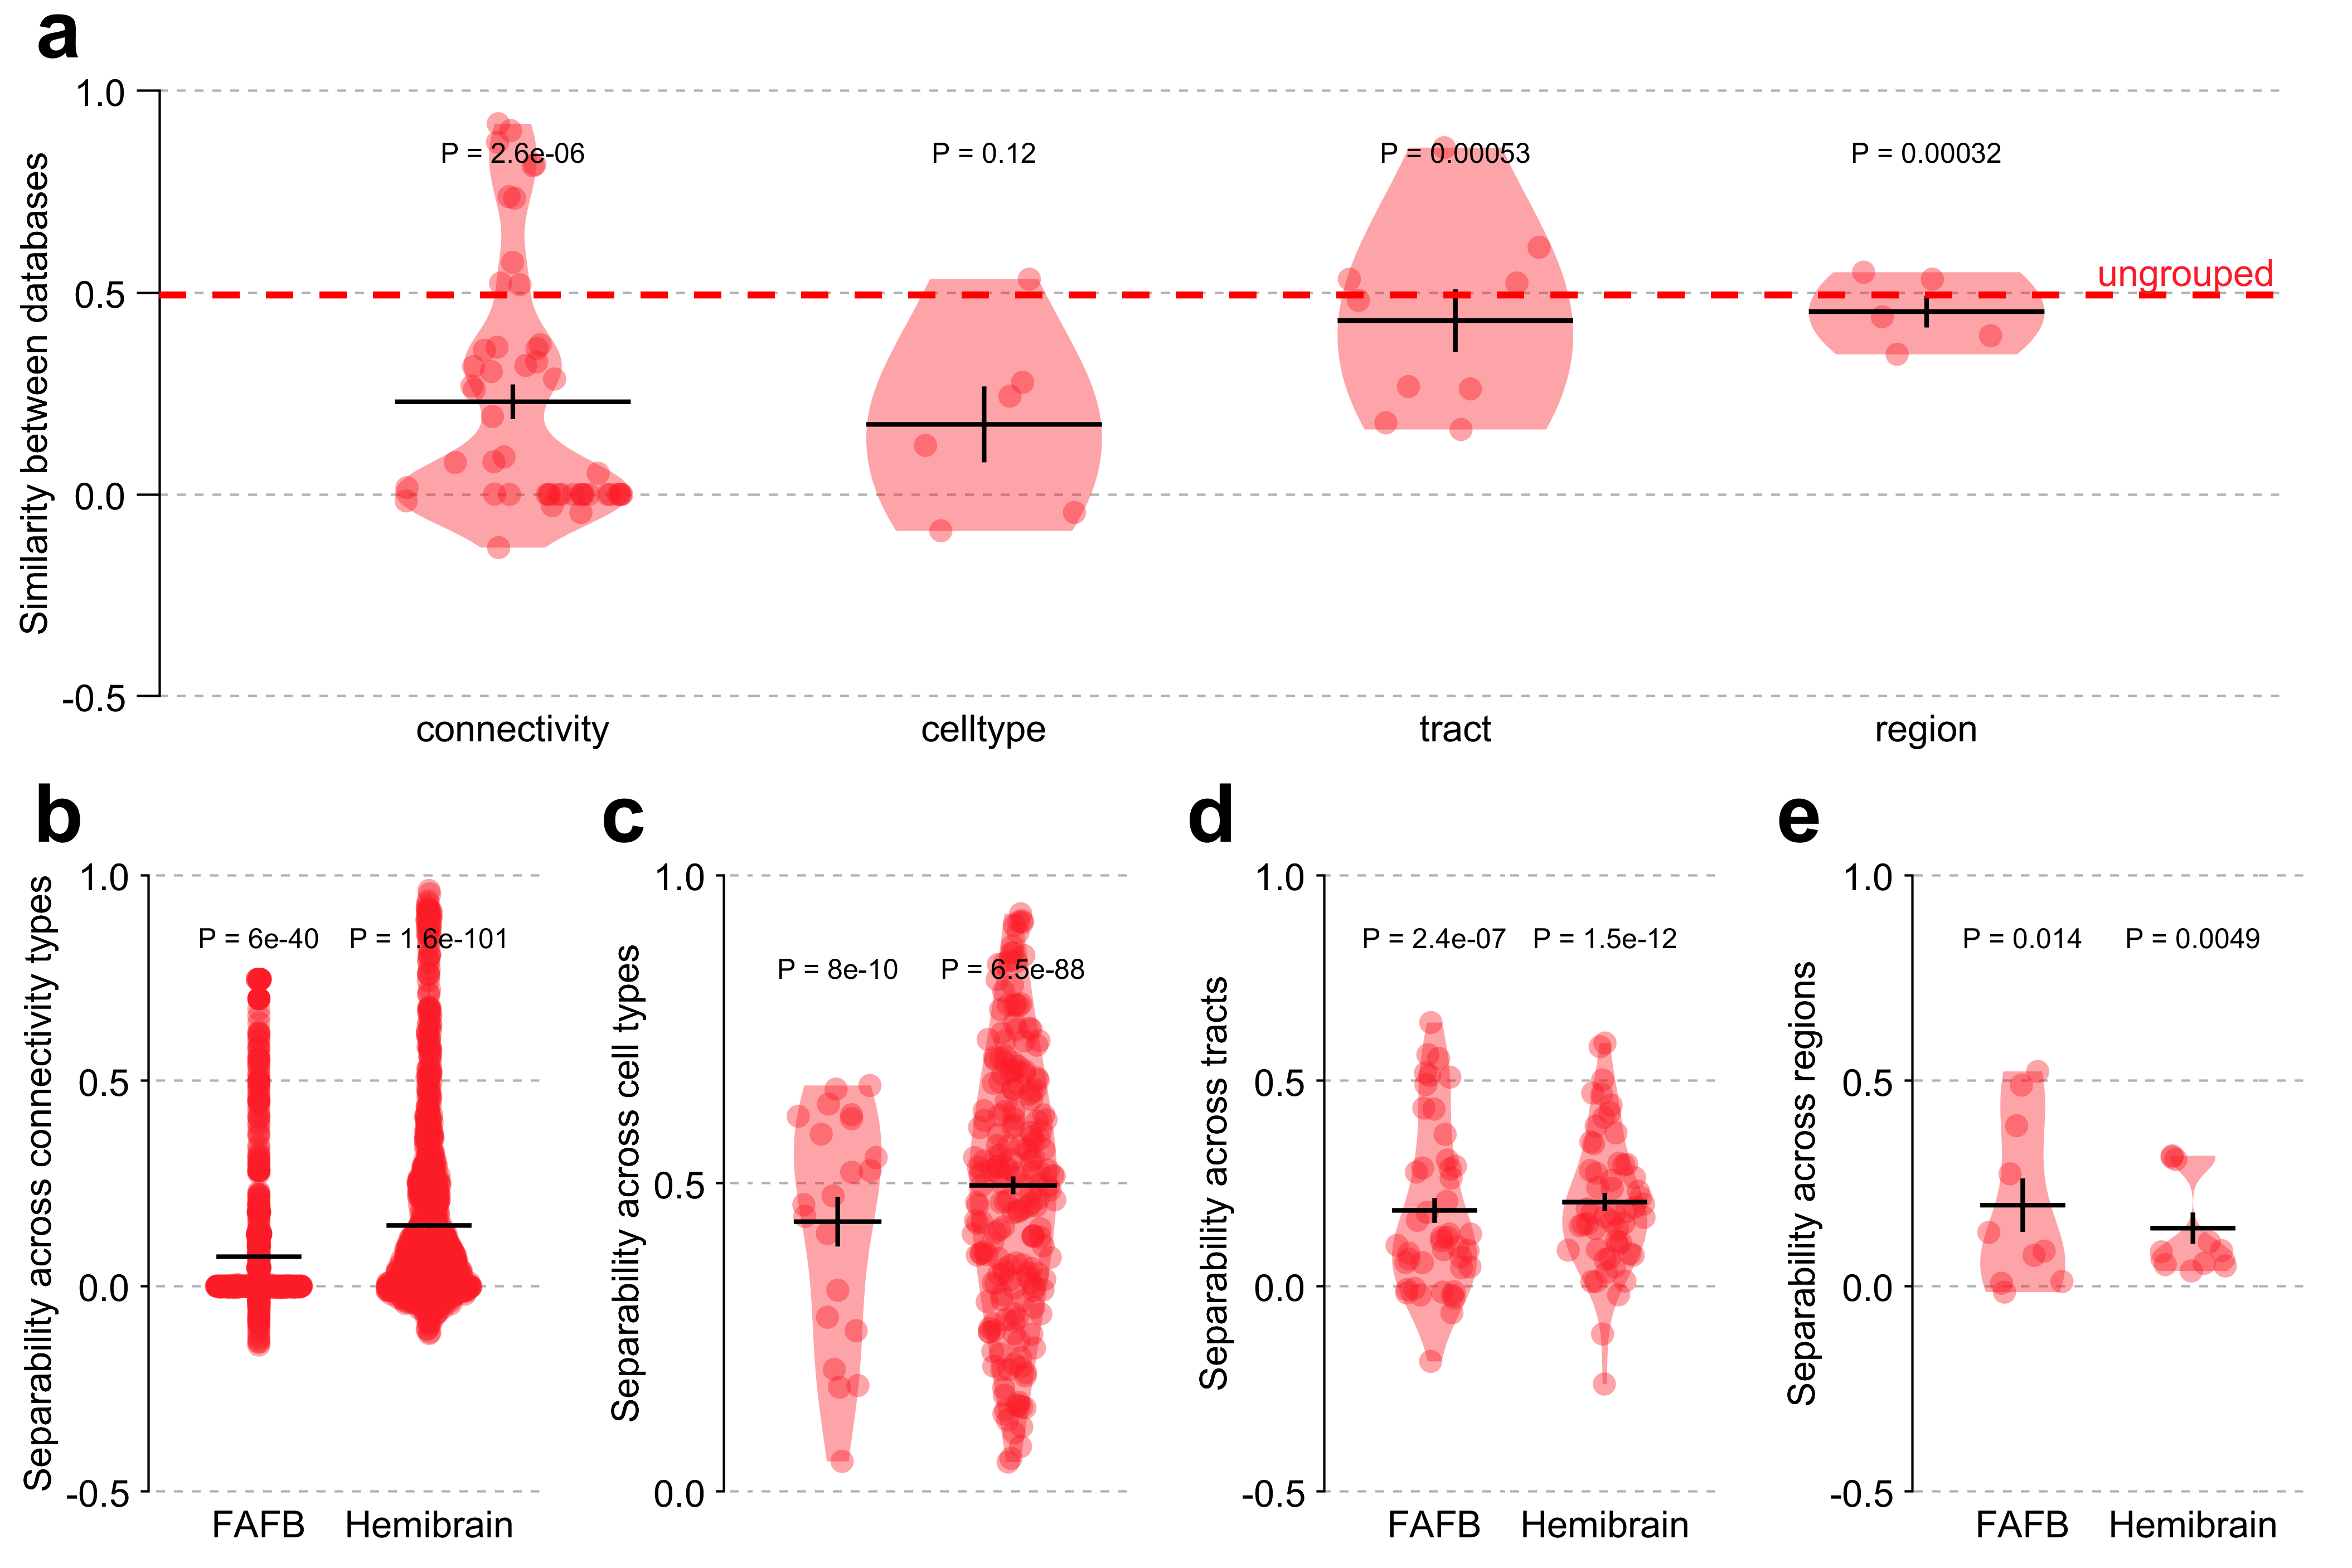 a
Similarity between databases
1.0
0.5
0.0
-0.5
P = 2.6e-06
P = 0.12
P = 0.00053
P = 0.00032
ungrouped
connectivity
celltype
tract
region
b
Separability across connectivity types
1.0
0.5
0.0
-0.5
P = 6e-40
P = 1.6e-101
FAFB
Hemibrain
c
Separability across cell types
1.0
0.5
0.0
P = 8e-10
P = 6.5e-88
d
Separability across tracts
1.0
0.5
0.0
-0.5
P = 2.4e-07
P = 1.5e-12
FAFB
Hemibrain
e
Separability across regions
1.0
0.5
0.0
-0.5
P = 0.014
P = 0.0049
FAFB
Hemibrain